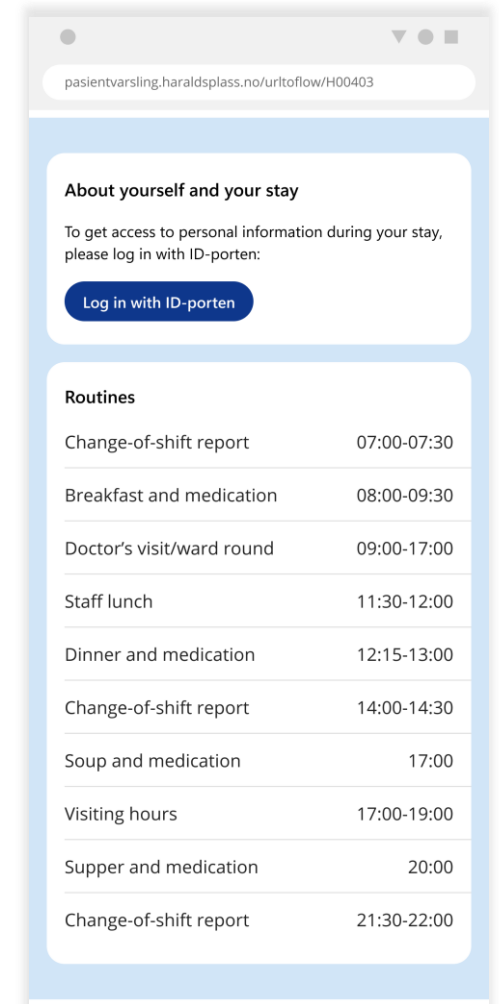 pasientvarsling.haraldsplass.no/urltoflow/H00403
About yourself and your stay
To get access to personal information during your stay,
please log in with ID-porten:
Log in with ID-porten
Routines
Change-of-shift report 07:00-07:30
Breakfast and medication 08:00-09:30
Doctor’s visit/ward round 09:00-17:00
Staff lunch 11:30-12:00
Dinner and medication 12:15-13:00
Change-of-shift report 14:00-14:30
Soup and medication 17:00
Visiting hours 17:00-19:00
Supper and medication 20:00
Change-of-shift report 21:30-22:00